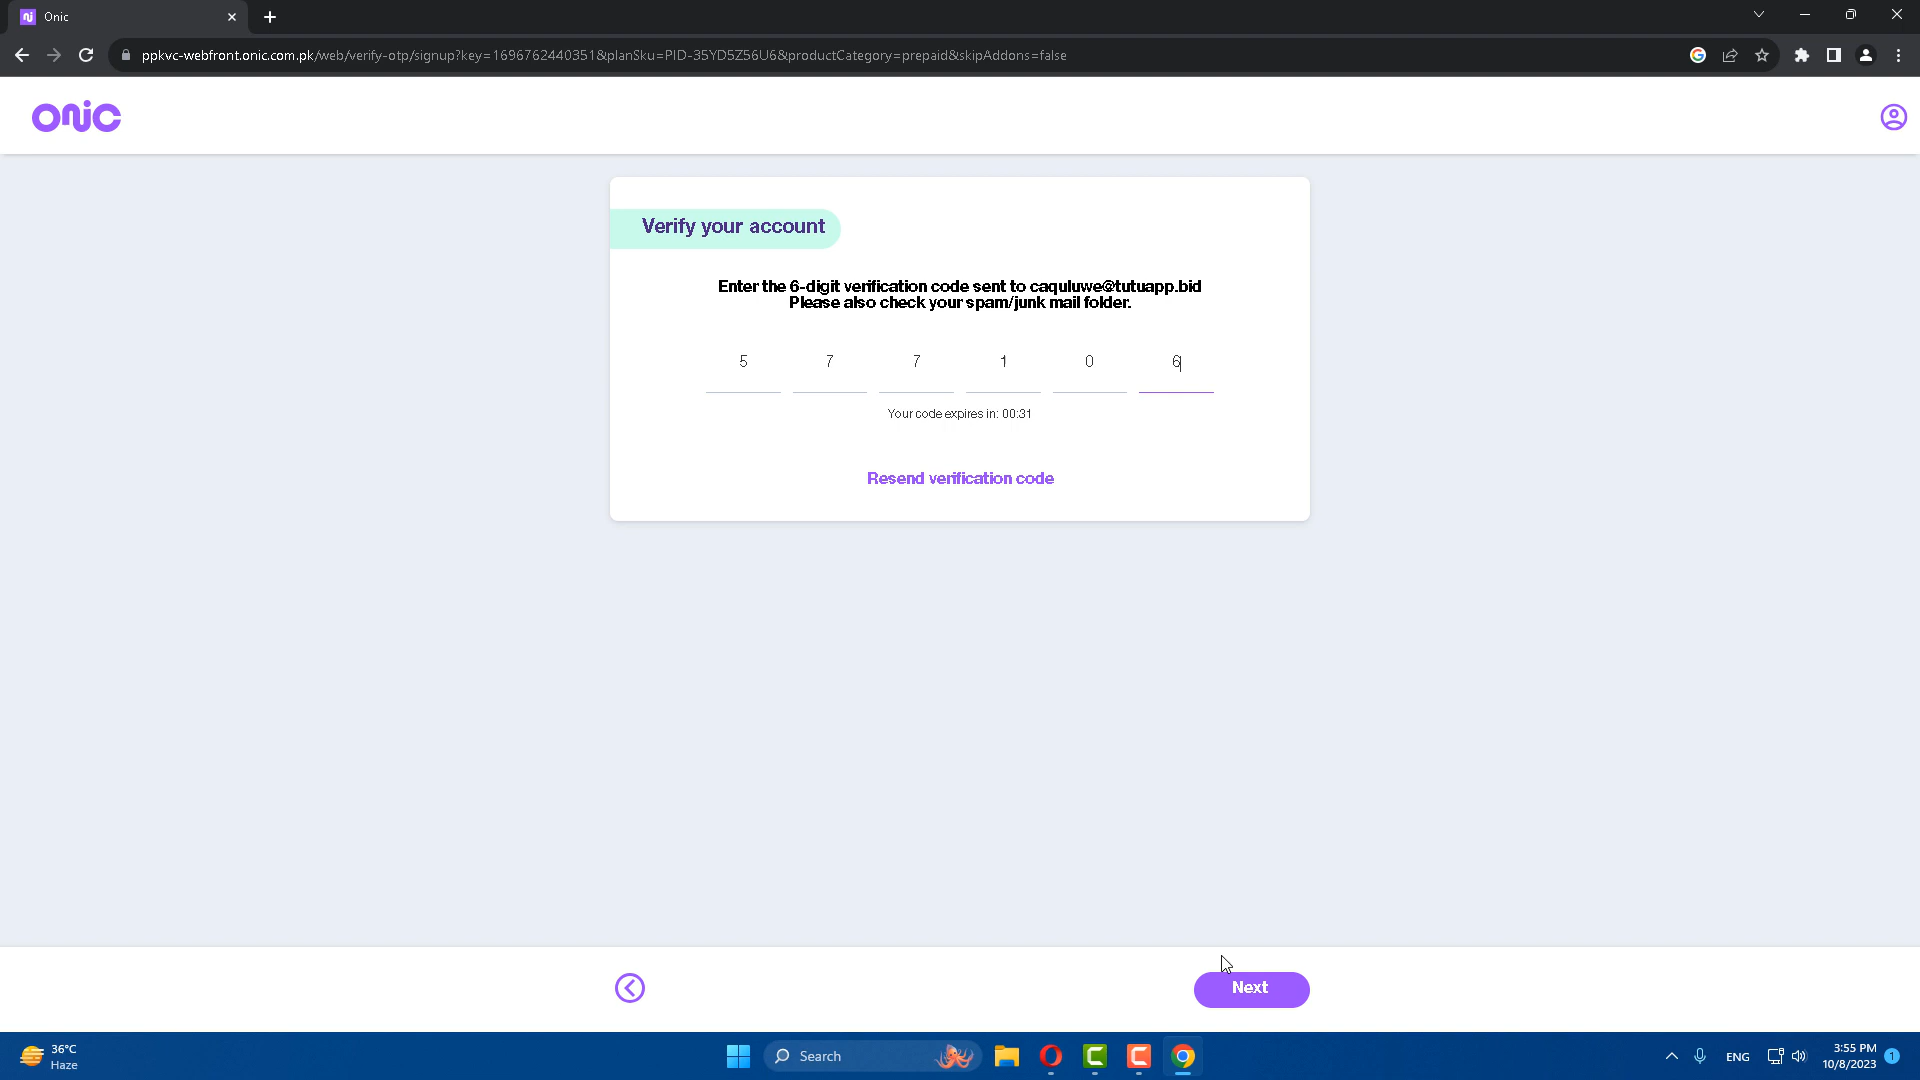 Onic
ppkvc-webfront.onic.com.pk/web/verify-otp/signup?key=1696762440351&planSku=PID-35YD5Z56U6&productCategory=prepaid&skipAddons=false
onic
Verify your account
Enter the 6-digit verification code sent to caquluwe@tutuapp.bid
Please also check your spam/junk mail folder.
5 7 7 1 0 6
Your code expires in: 00:31
Resend verification code
Next
36°C
Haze
Search
ENG
3:55 PM
10/8/2023
1